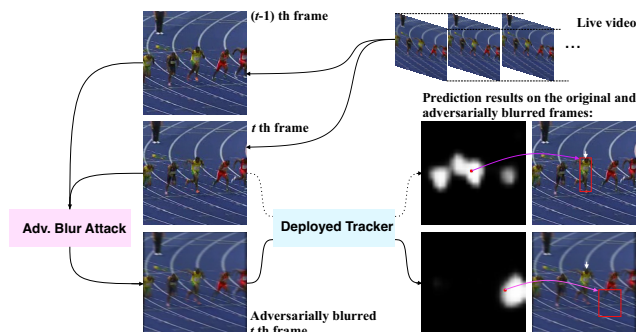 (t-1) th frame
Live video
...
Prediction results on the original and
adversarially blurred frames:
t th frame
Adv. Blur Attack
Deployed Tracker
Adversarially blurred
t th frame